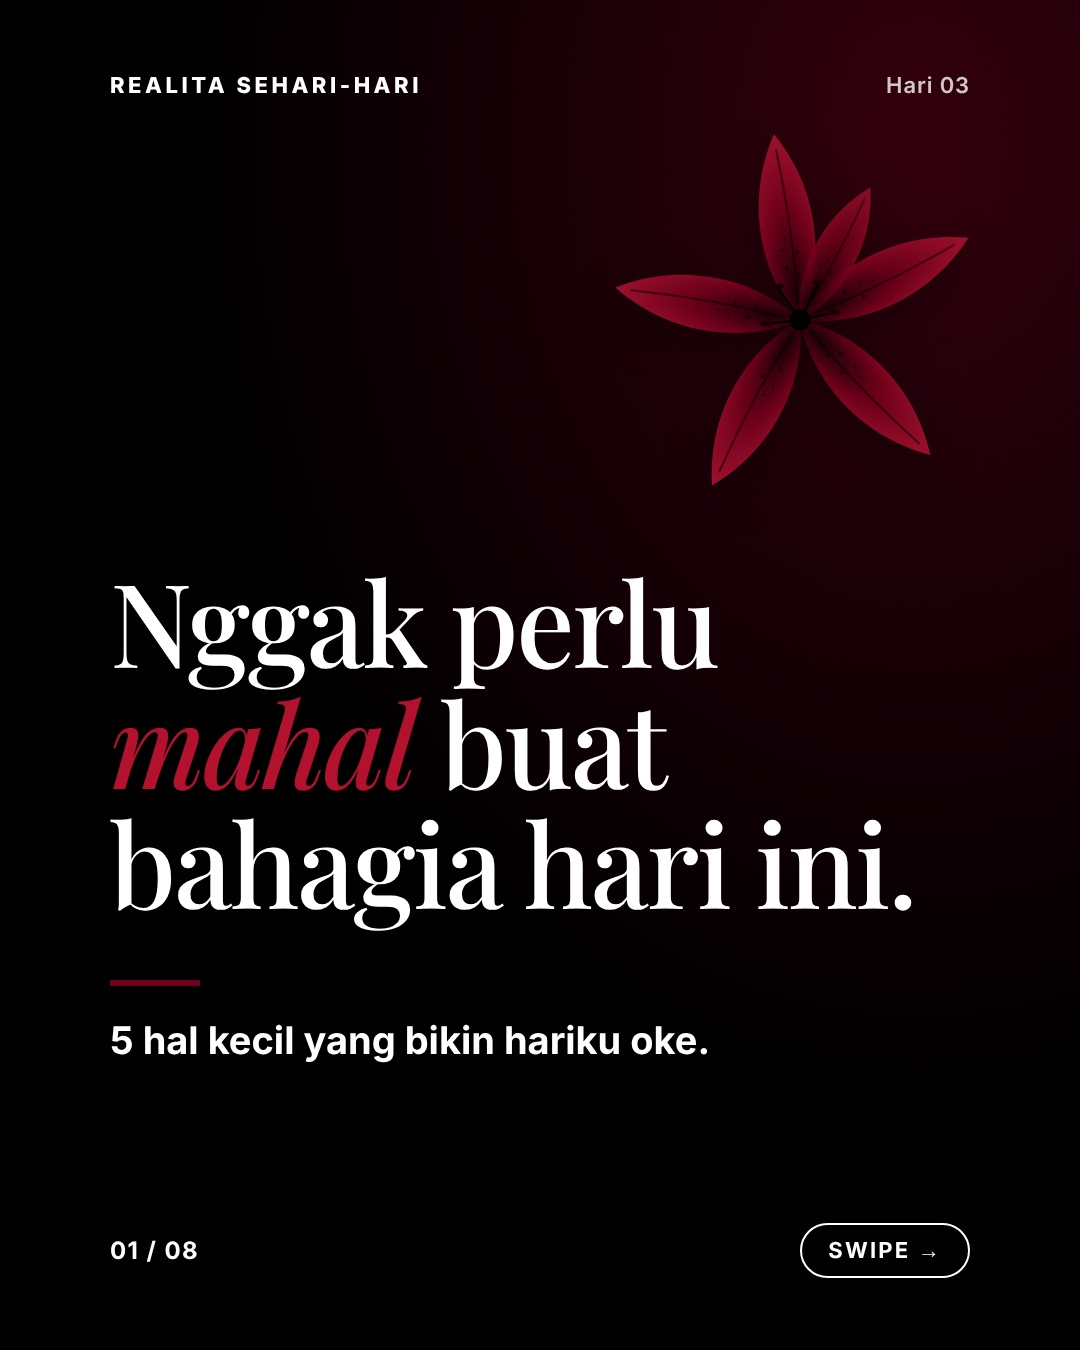 REALITA SEHARI-HARI
Hari 03
Nggak perlu
mahal buat
bahagia hari ini.
5 hal kecil yang bikin hariku oke.
01 / 08
SWIPE →